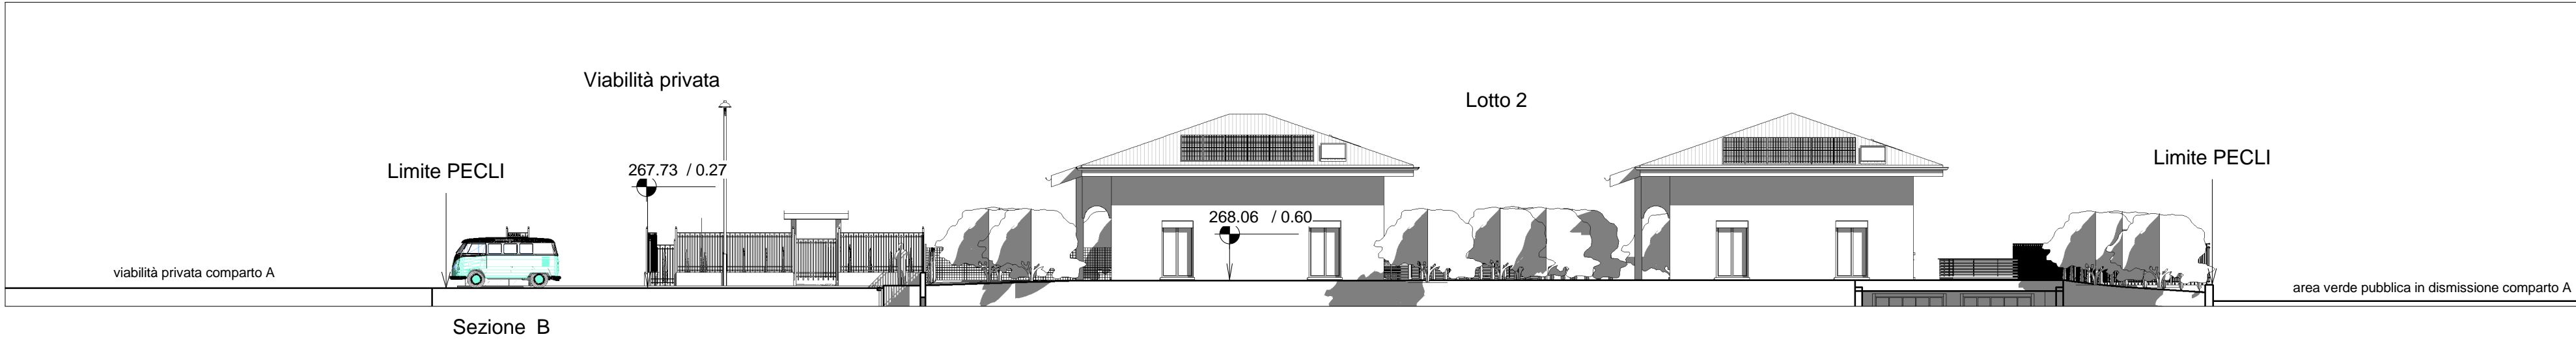 Viabilità privata
Lotto 2
Limite PECLI
267.73 / 0.27
Limite PECLI
268.06 / 0.60
viabilità privata comparto A
area verde pubblica in dismissione comparto A
Sezione B